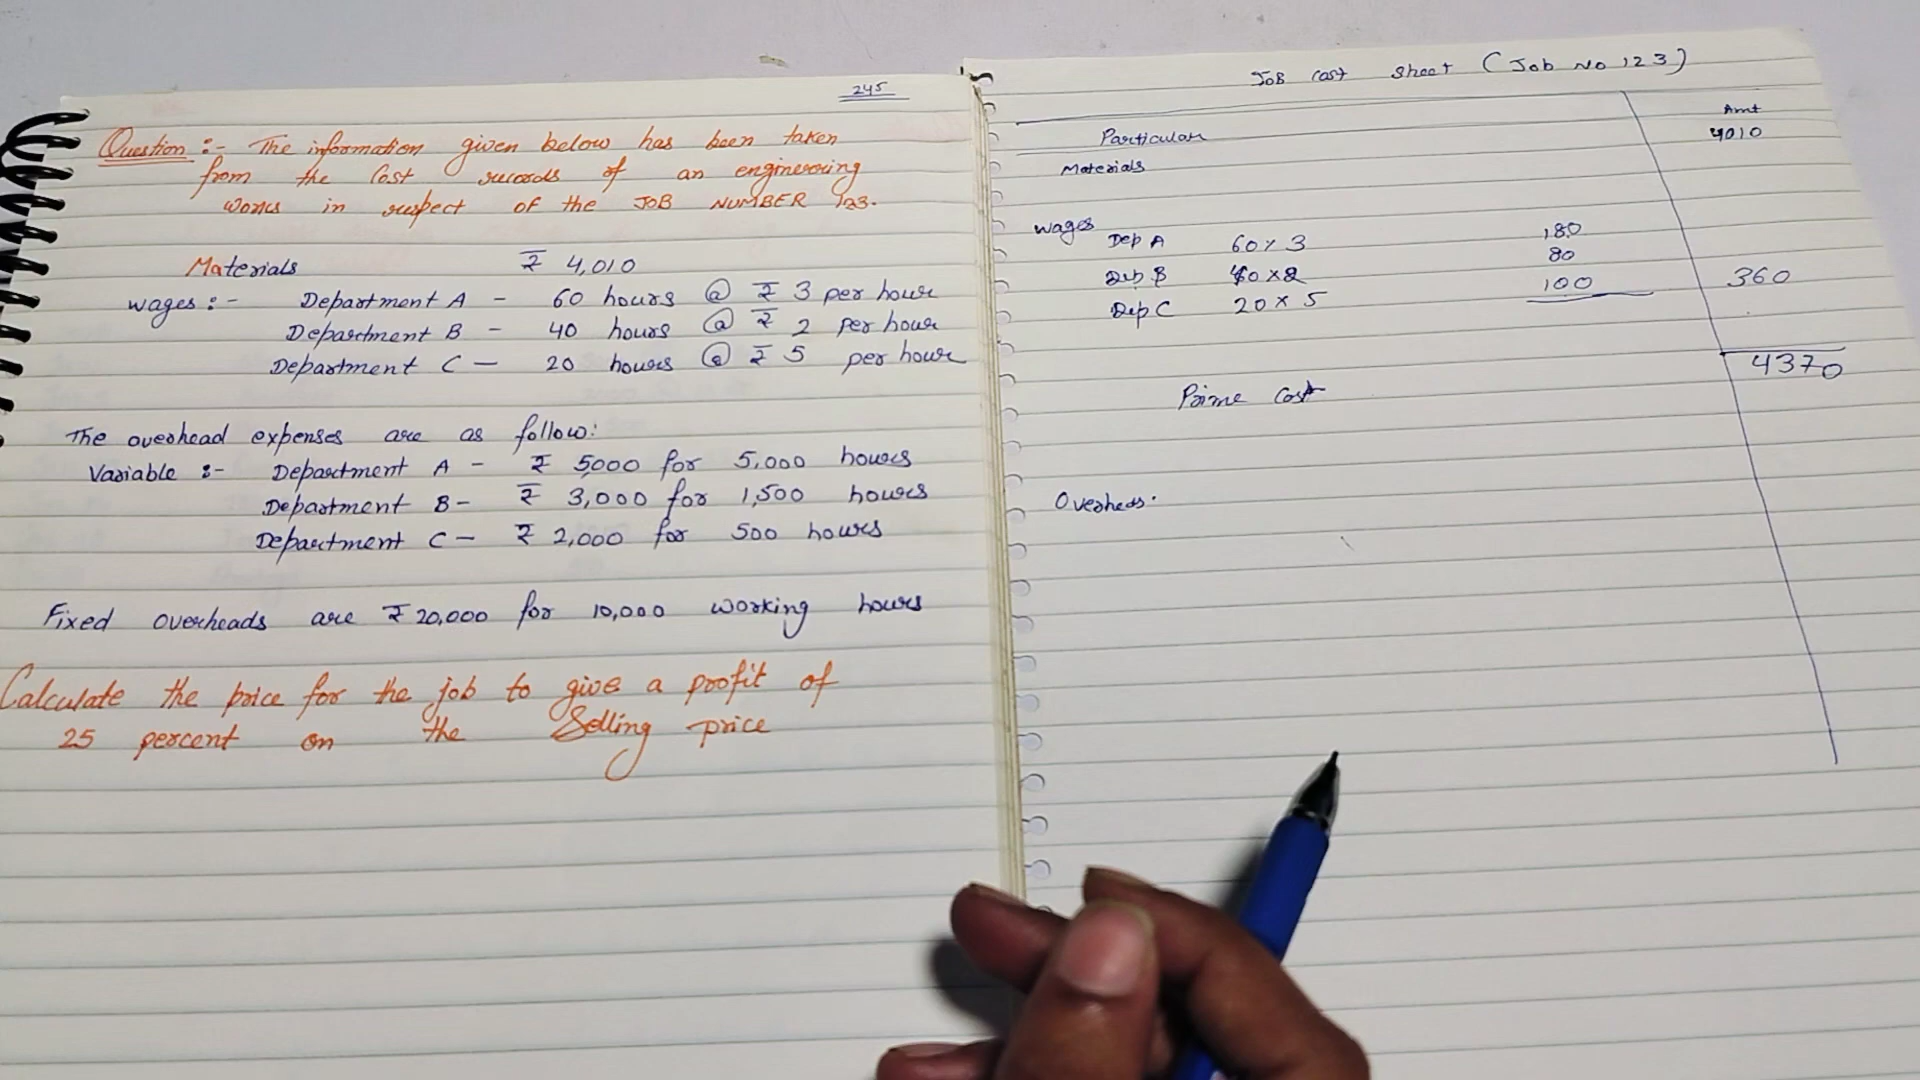 245
Question :- The information given below has been taken
from the Cost records of an engineering
works in respect of the JOB NUMBER 123.
Materials ₹ 4,010
wages :- Department A - 60 hours @ ₹ 3 per hour
Department B - 40 hours @ ₹ 2 per hour
Department C - 20 hours @ ₹ 5 per hour
The overhead expenses are as follow:
Variable :- Department A - ₹ 5,000 for 5,000 hours
Department B - ₹ 3,000 for 1,500 hours
Department C - ₹ 2,000 for 500 hours
Fixed overheads are ₹ 20,000 for 10,000 working hours
Calculate the price for the job to give a profit of
25 percent on the Selling price
JOB cost sheet (Job No 123)
Particular Amt
Materials 4010
wages
Dep A 60 x 3 180
Dep B 40 x 2 80
Dep C 20 x 5 100 360
Prime cost 4370
Overheads.